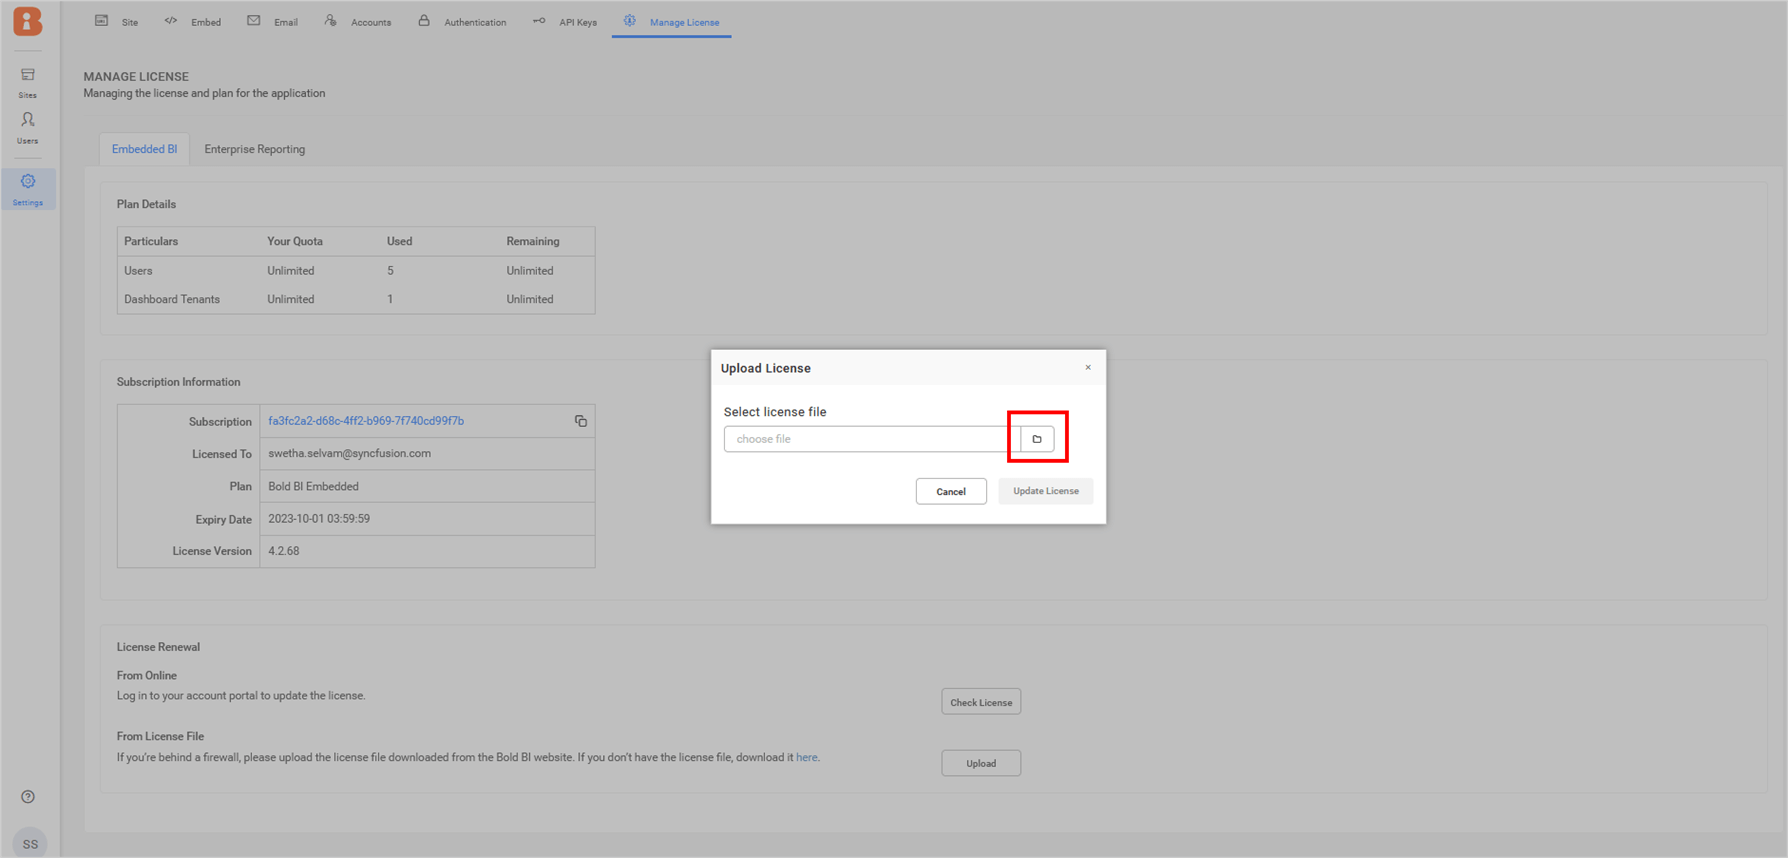 Site
Embed
Email
Accounts
Authentication
API Keys
Manage License
Sites
Users
Settings
MANAGE LICENSE
Managing the license and plan for the application
Embedded BI
Enterprise Reporting
Plan Details
Particulars Your Quota Used Remaining
Users Unlimited 5 Unlimited
Dashboard Tenants Unlimited 1 Unlimited
Subscription Information
Subscription fa3fc2a2-d68c-4ff2-b969-7f740cd99f7b
Licensed To swetha.selvam@syncfusion.com
Plan Bold BI Embedded
Expiry Date 2023-10-01 03:59:59
License Version 4.2.68
Upload License
×
Select license file
choose file
Cancel
Update License
License Renewal
From Online
Log in to your account portal to update the license.
Check License
From License File
If you're behind a firewall, please upload the license file downloaded from the Bold BI website. If you don't have the license file, download it here.
Upload
SS